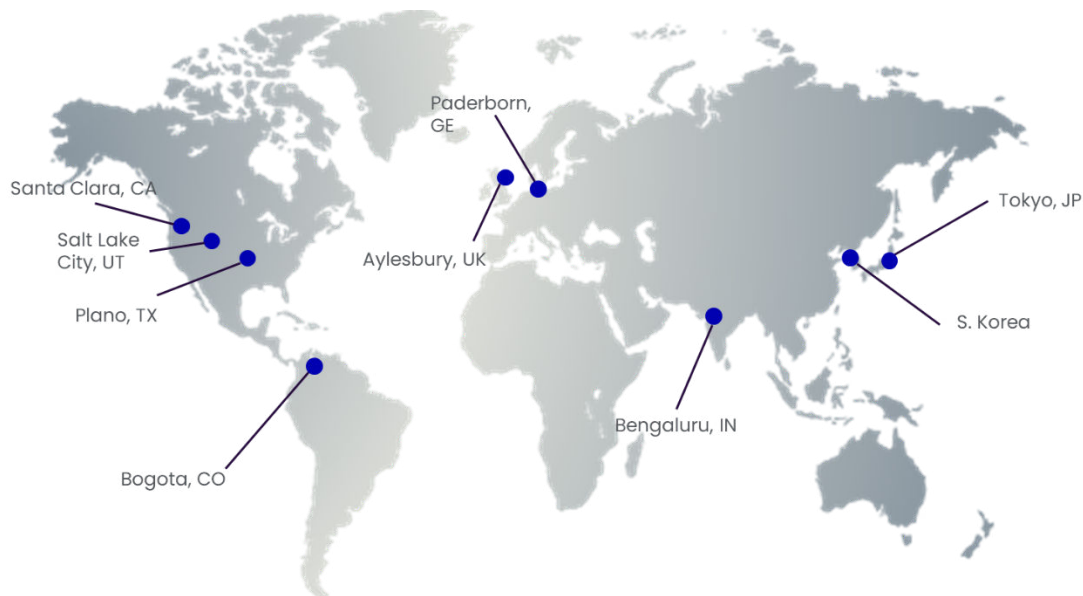 Paderborn,
GE
Santa Clara, CA
Tokyo, JP
Salt Lake
City, UT
Aylesbury, UK
Plano, TX
S. Korea
Bengaluru, IN
Bogota, CO